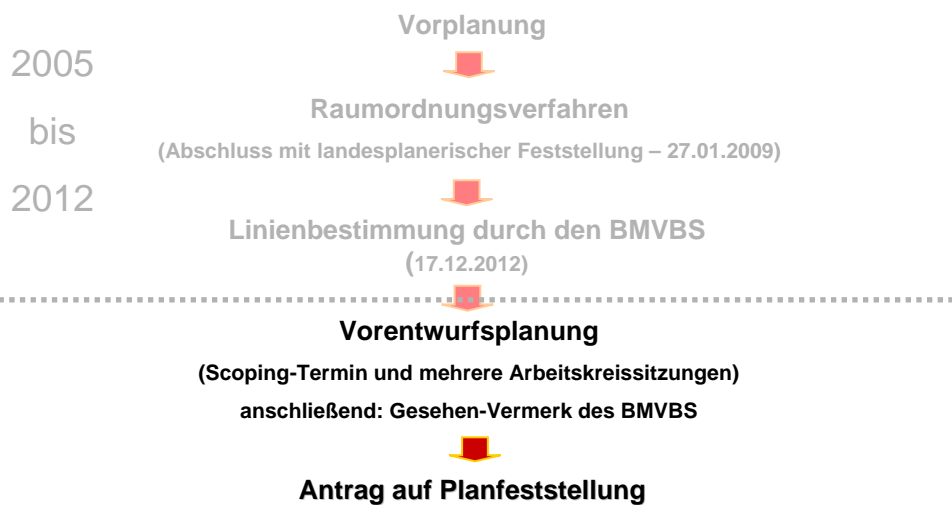 Vorplanung
2005
bis
2012
Raumordnungsverfahren
(Abschluss mit landesplanerischer Feststellung – 27.01.2009)
Linienbestimmung durch den BMVBS
(17.12.2012)
Vorentwurfsplanung
(Scoping-Termin und mehrere Arbeitskreissitzungen)
anschließend: Gesehen-Vermerk des BMVBS
Antrag auf Planfeststellung